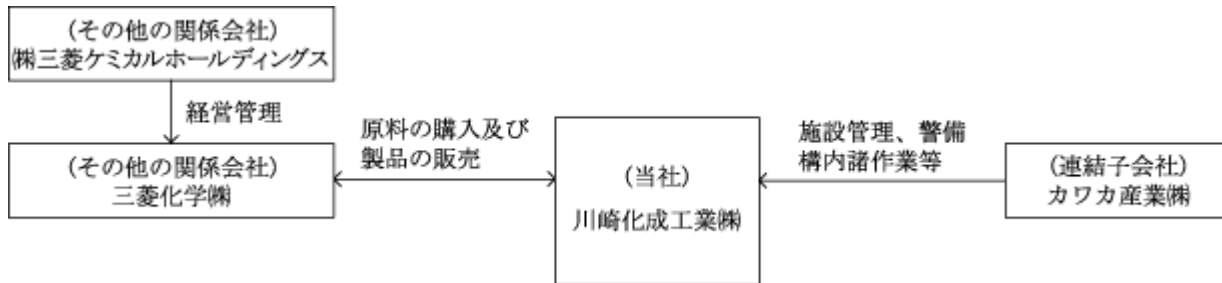 (その他の関係会社)
㈱三菱ケミカルホールディングス
経営管理
(その他の関係会社)
三菱化学㈱
原料の購入及び
製品の販売
(当社)
川崎化成工業㈱
施設管理、警備
構内諸作業等
(連結子会社)
カワカ産業㈱